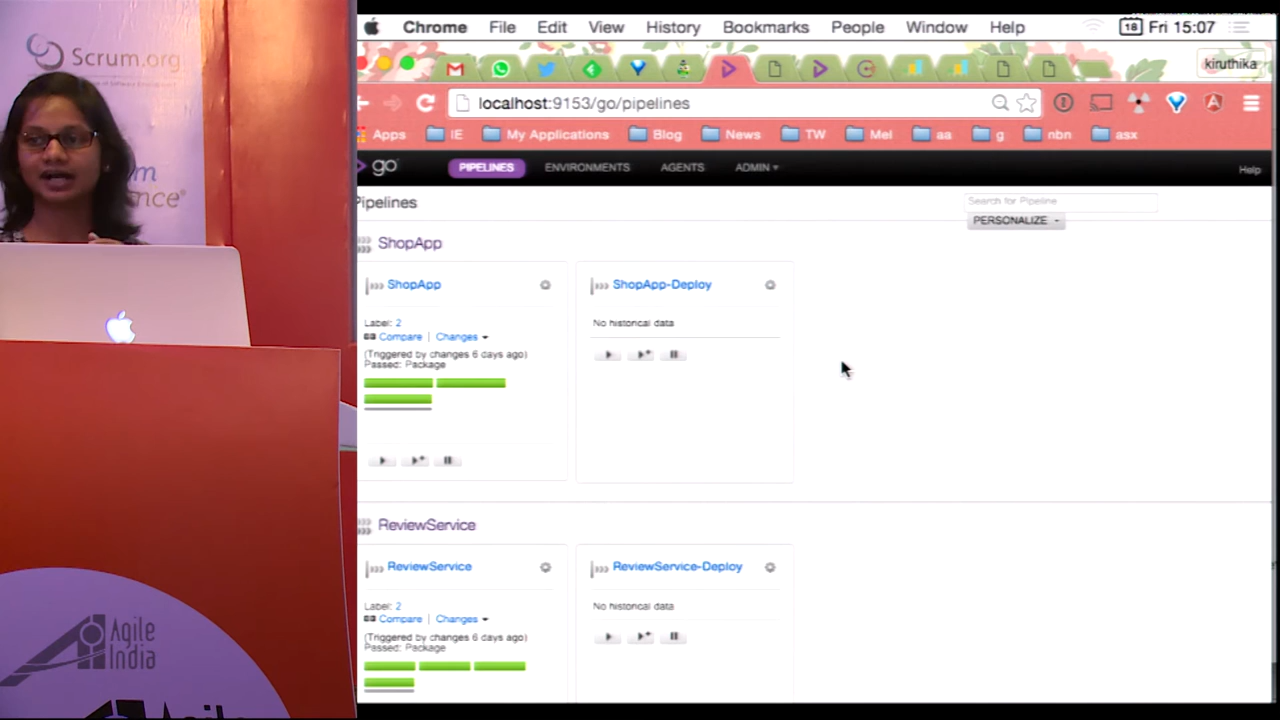 Scrum.org
Agile
India
Chrome File Edit View History Bookmarks People Window Help 18 Fri 15:07
kiruthika
localhost:9153/go/pipelines
Apps IE My Applications Blog News TW Mel aa g nbn asx
go PIPELINES ENVIRONMENTS AGENTS ADMIN Help
Pipelines
Search for Pipeline
PERSONALIZE
ShopApp
ShopApp ShopApp-Deploy
Label: 2 No historical data
Compare | Changes
(Triggered by changes 6 days ago)
Passed: Package
ReviewService
ReviewService ReviewService-Deploy
Label: 2 No historical data
Compare | Changes
(Triggered by changes 6 days ago)
Passed: Package